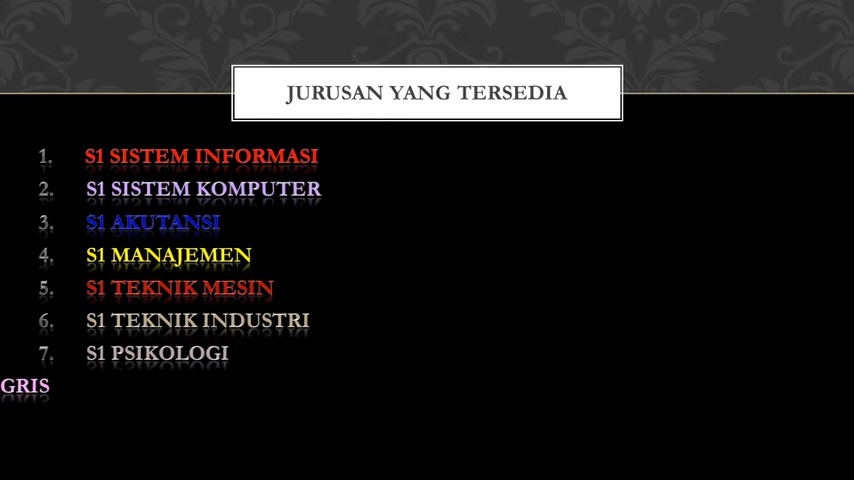 JURUSAN YANG TERSEDIA
1. S1 SISTEM INFORMASI
2. S1 SISTEM KOMPUTER
3. S1 AKUTANSI
4. S1 MANAJEMEN
5. S1 TEKNIK MESIN
6. S1 TEKNIK INDUSTRI
7. S1 PSIKOLOGI
GRIS